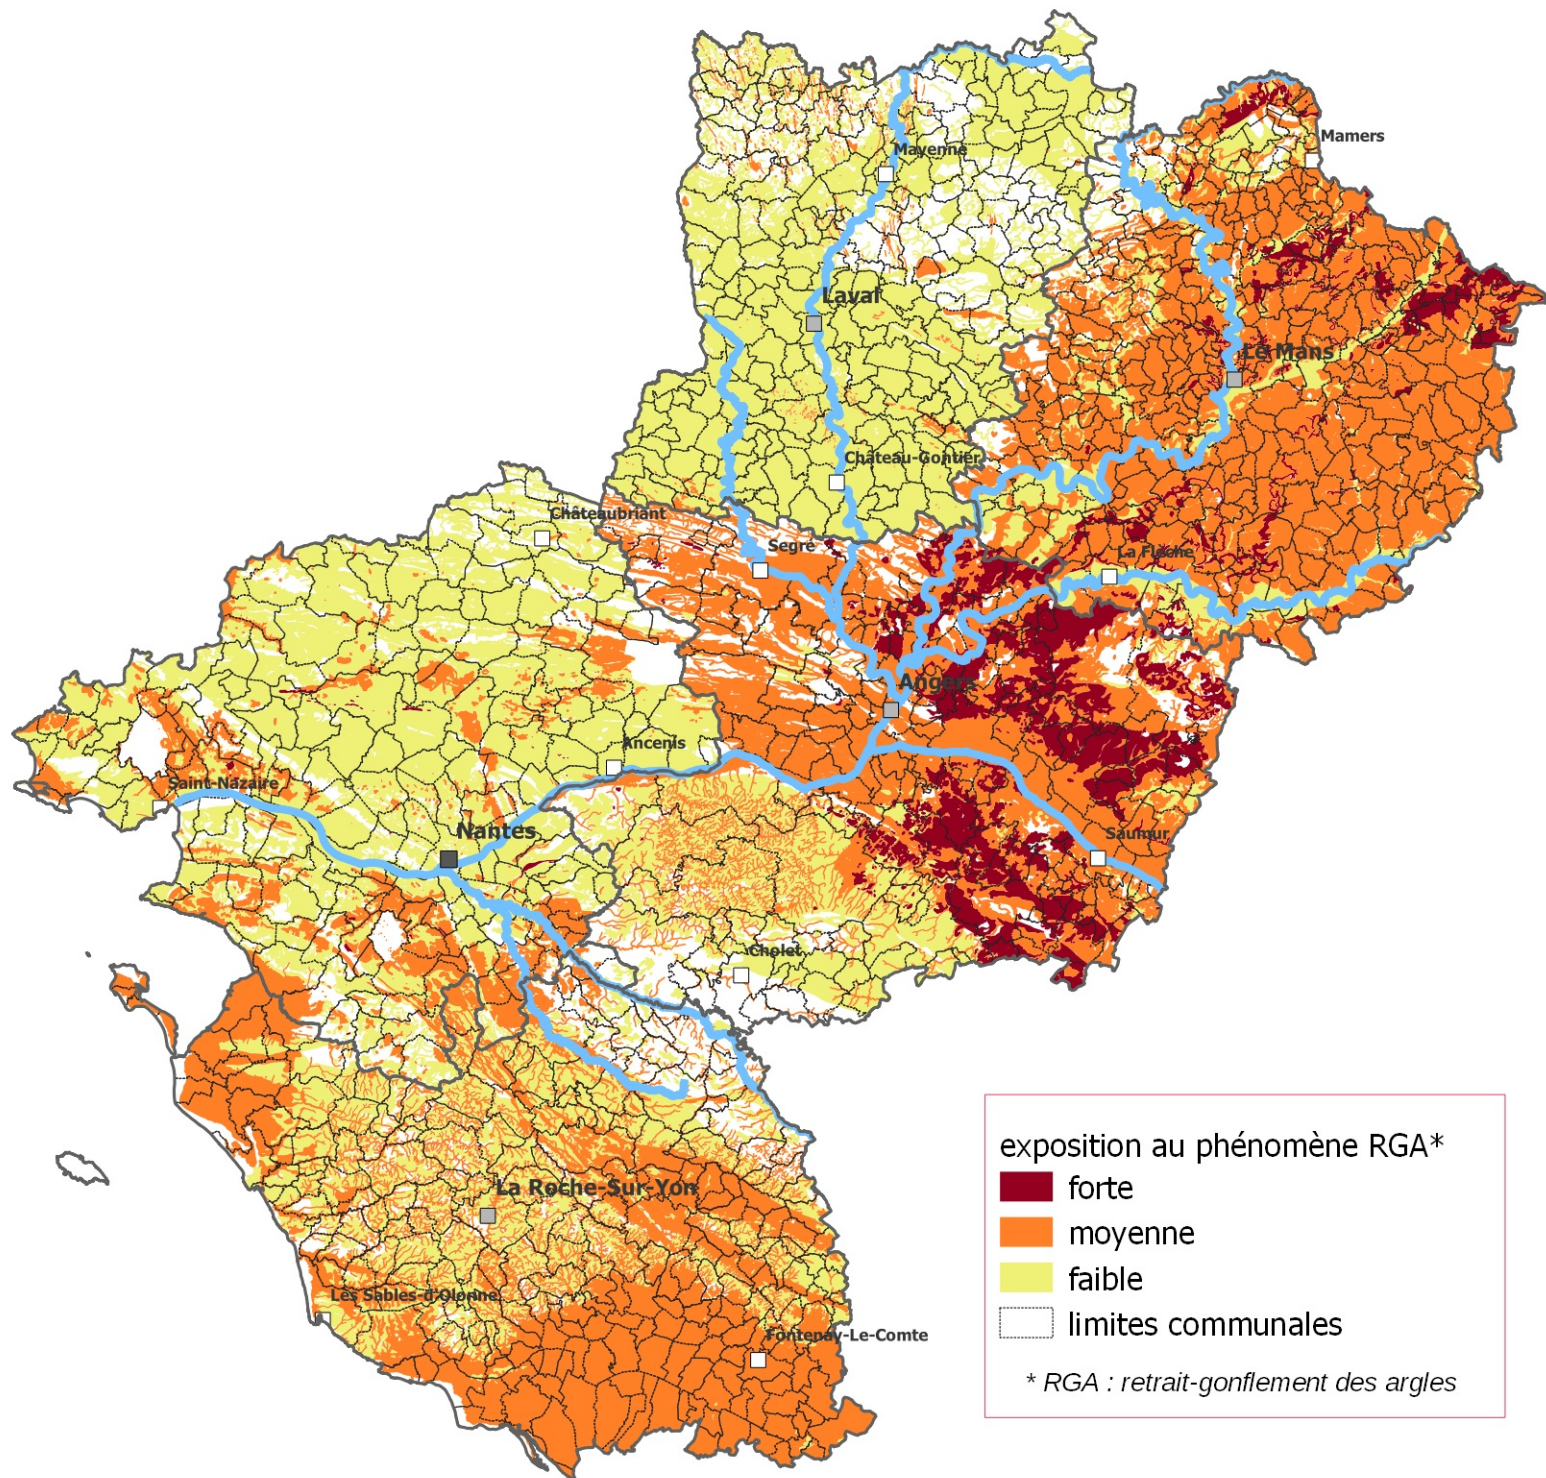 Mamers
Mayenne
Laval
Le Mans
Château-Gontier
Châteaubriant
Segré
La Flèche
Angers
Ancenis
Saint-Nazaire
Nantes
Saumur
Cholet
La Roche-Sur-Yon
Les Sables-d'Olonne
Fontenay-Le-Comte
exposition au phénomène RGA*
forte
moyenne
faible
limites communales
* RGA : retrait-gonflement des argles